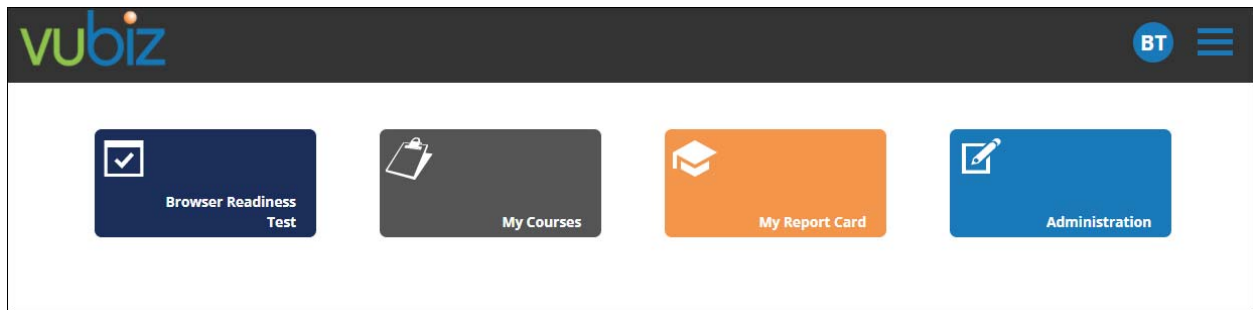 vubiz
BT
Browser Readiness
Test
My Courses
My Report Card
Administration